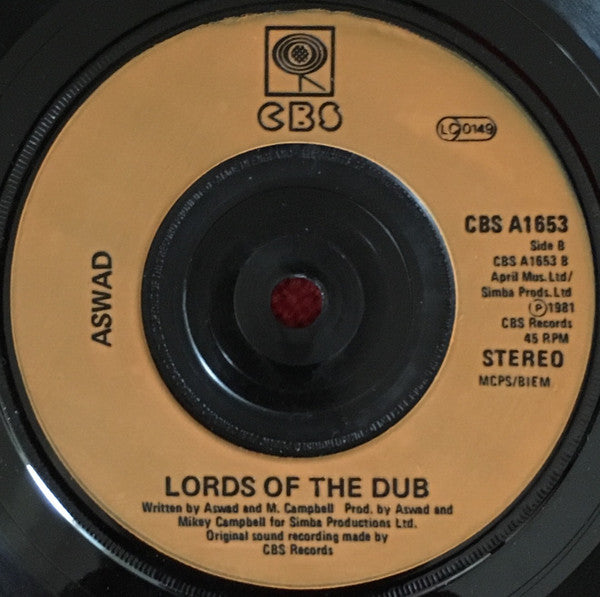 CBS
LC 0149
ASWAD
CBS A1653
Side B
CBS A1653 B
April Mus. Ltd/
Simba Prods. Ltd
℗1981
CBS Records
45 RPM
STEREO
MCPS/BIEM
LORDS OF THE DUB
Written by Aswad and M. Campbell Prod. by Aswad and
Mikey Campbell for Simba Productions Ltd.
Original sound recording made by
CBS Records